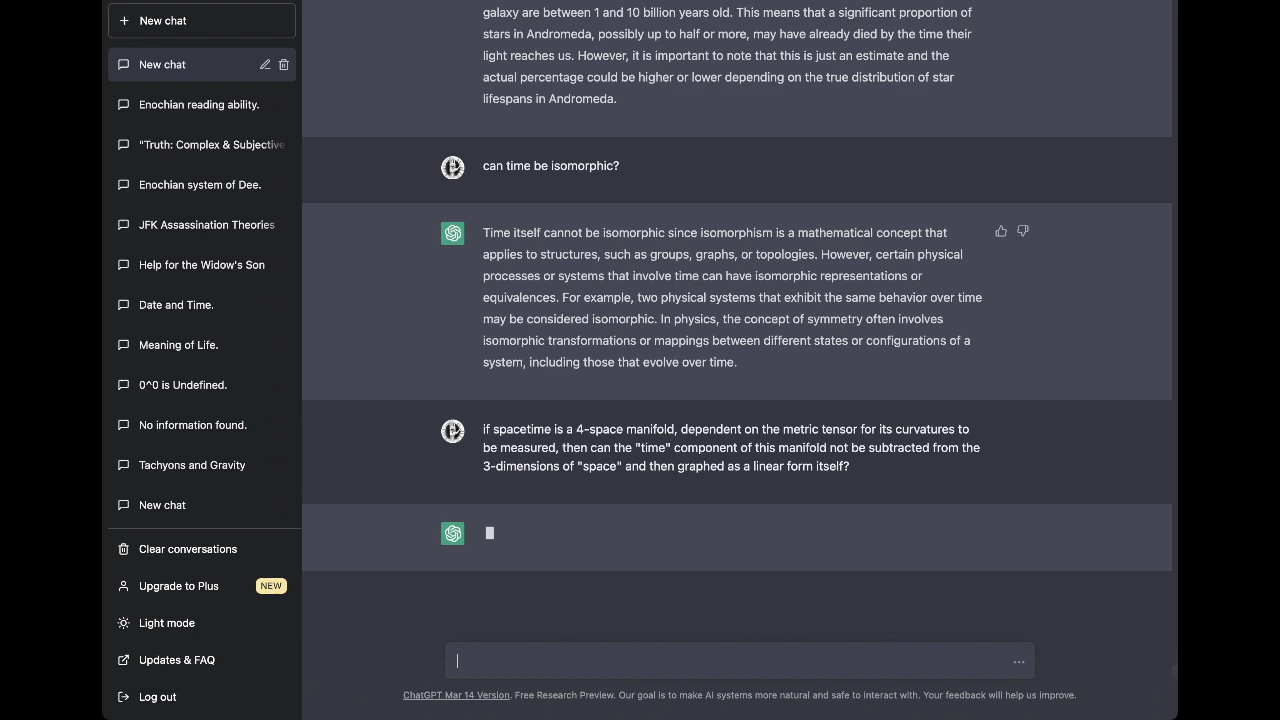 New chat
New chat
Enochian reading ability.
"Truth: Complex & Subjective
Enochian system of Dee.
JFK Assassination Theories
Help for the Widow's Son
Date and Time.
Meaning of Life.
0^0 is Undefined.
No information found.
Tachyons and Gravity
New chat
Clear conversations
Upgrade to Plus NEW
Light mode
Updates & FAQ
Log out
galaxy are between 1 and 10 billion years old. This means that a significant proportion of
stars in Andromeda, possibly up to half or more, may have already died by the time their
light reaches us. However, it is important to note that this is just an estimate and the
actual percentage could be higher or lower depending on the true distribution of star
lifespans in Andromeda.
can time be isomorphic?
Time itself cannot be isomorphic since isomorphism is a mathematical concept that
applies to structures, such as groups, graphs, or topologies. However, certain physical
processes or systems that involve time can have isomorphic representations or
equivalences. For example, two physical systems that exhibit the same behavior over time
may be considered isomorphic. In physics, the concept of symmetry often involves
isomorphic transformations or mappings between different states or configurations of a
system, including those that evolve over time.
if spacetime is a 4-space manifold, dependent on the metric tensor for its curvatures to
be measured, then can the "time" component of this manifold not be subtracted from the
3-dimensions of "space" and then graphed as a linear form itself?
ChatGPT Mar 14 Version. Free Research Preview. Our goal is to make AI systems more natural and safe to interact with. Your feedback will help us improve.